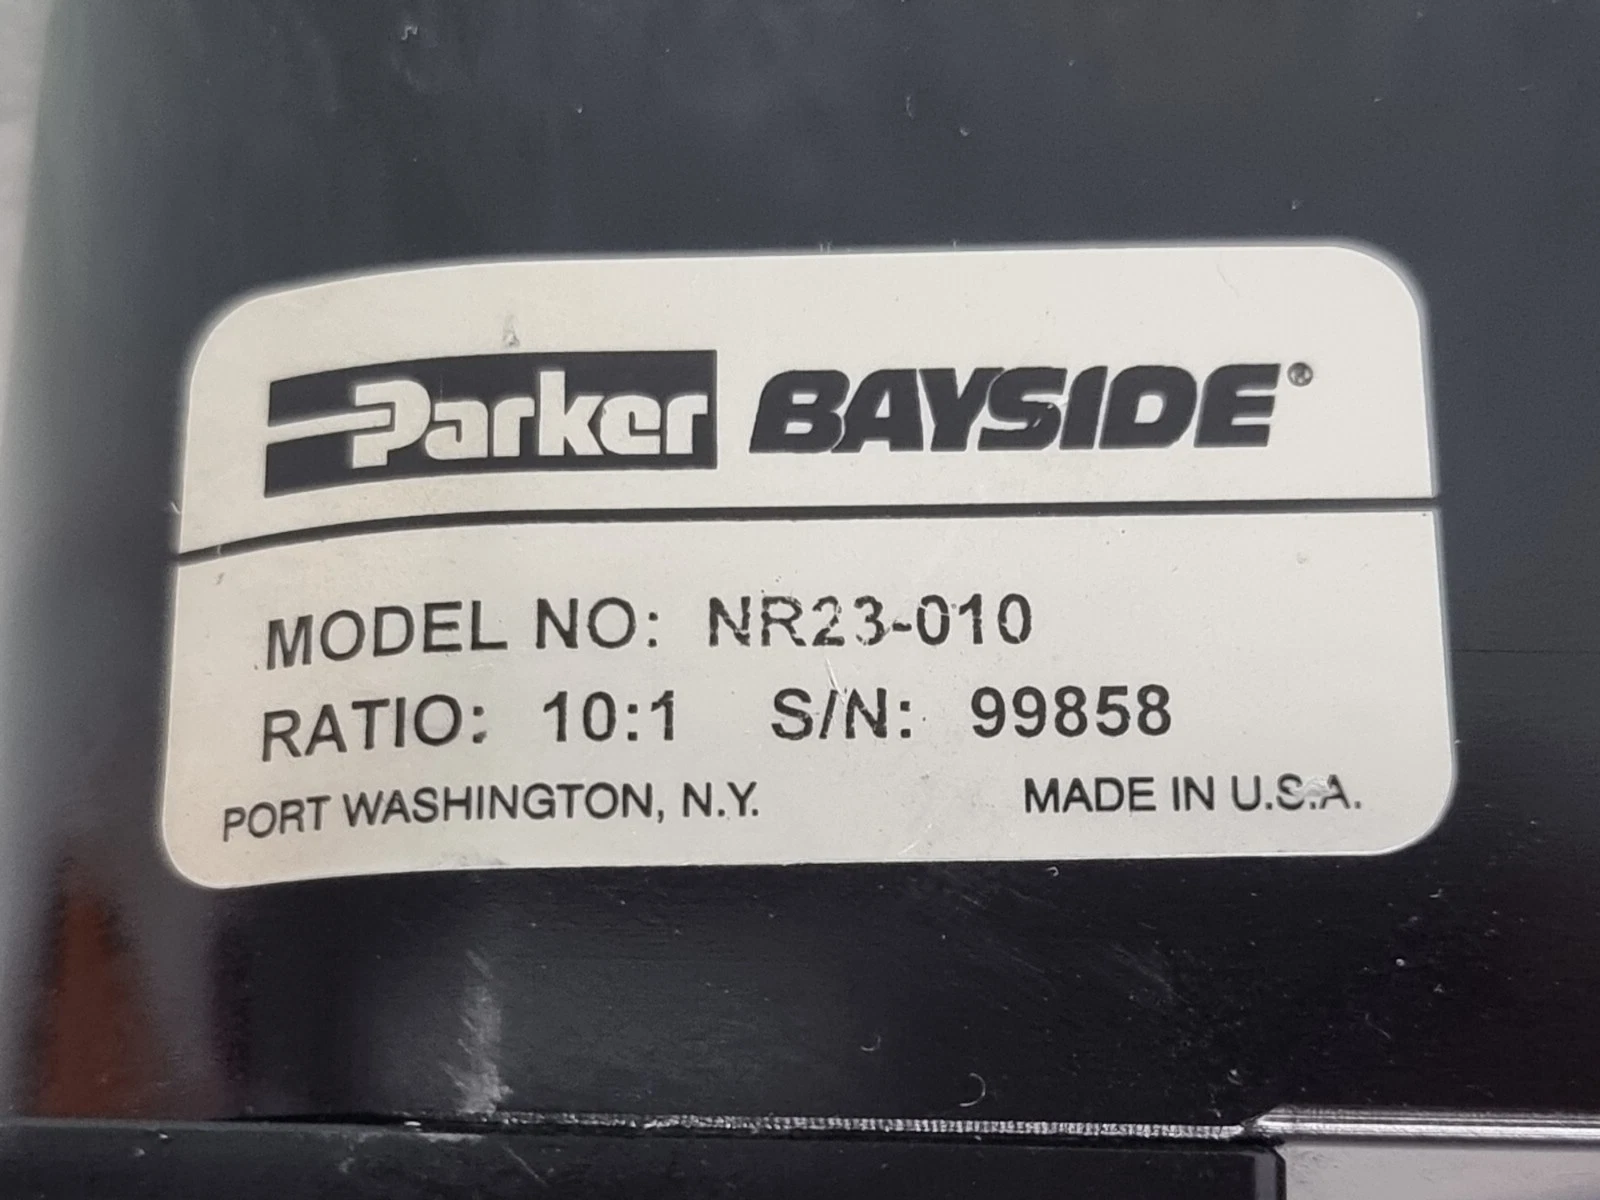 Parker BAYSIDE®
MODEL NO: NR23-010
RATIO: 10:1 S/N: 99858
PORT WASHINGTON, N.Y. MADE IN U.S.A.